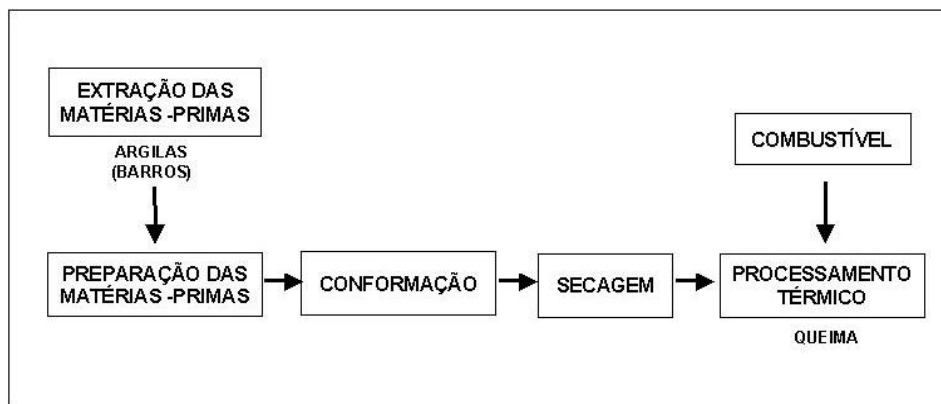 EXTRAÇÃO DAS
MATÉRIAS -PRIMAS
ARGILAS
(BARROS)
COMBUSTÍVEL
PREPARAÇÃO DAS
MATÉRIAS -PRIMAS
CONFORMAÇÃO
SECAGEM
PROCESSAMENTO
TÉRMICO
QUEIMA